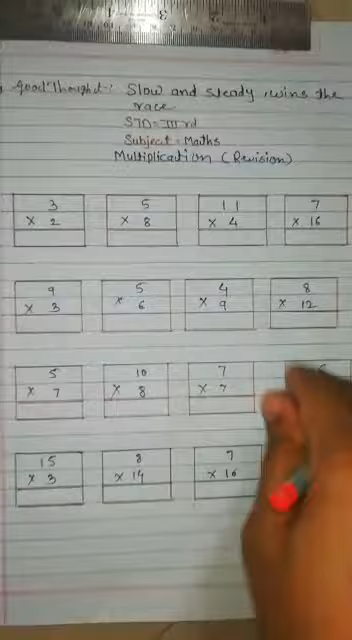 Good Thought:- Slow and steady wins the
race
STD=IIIrd
Subject = Maths
Multiplication (Revision)
3 5 11 7
× 2 × 8 × 4 × 16
9 5 4 8
× 3 × 6 × 9 × 12
5 10 7
× 7 × 8 × 7
15 8 7
× 3 × 14 × 16